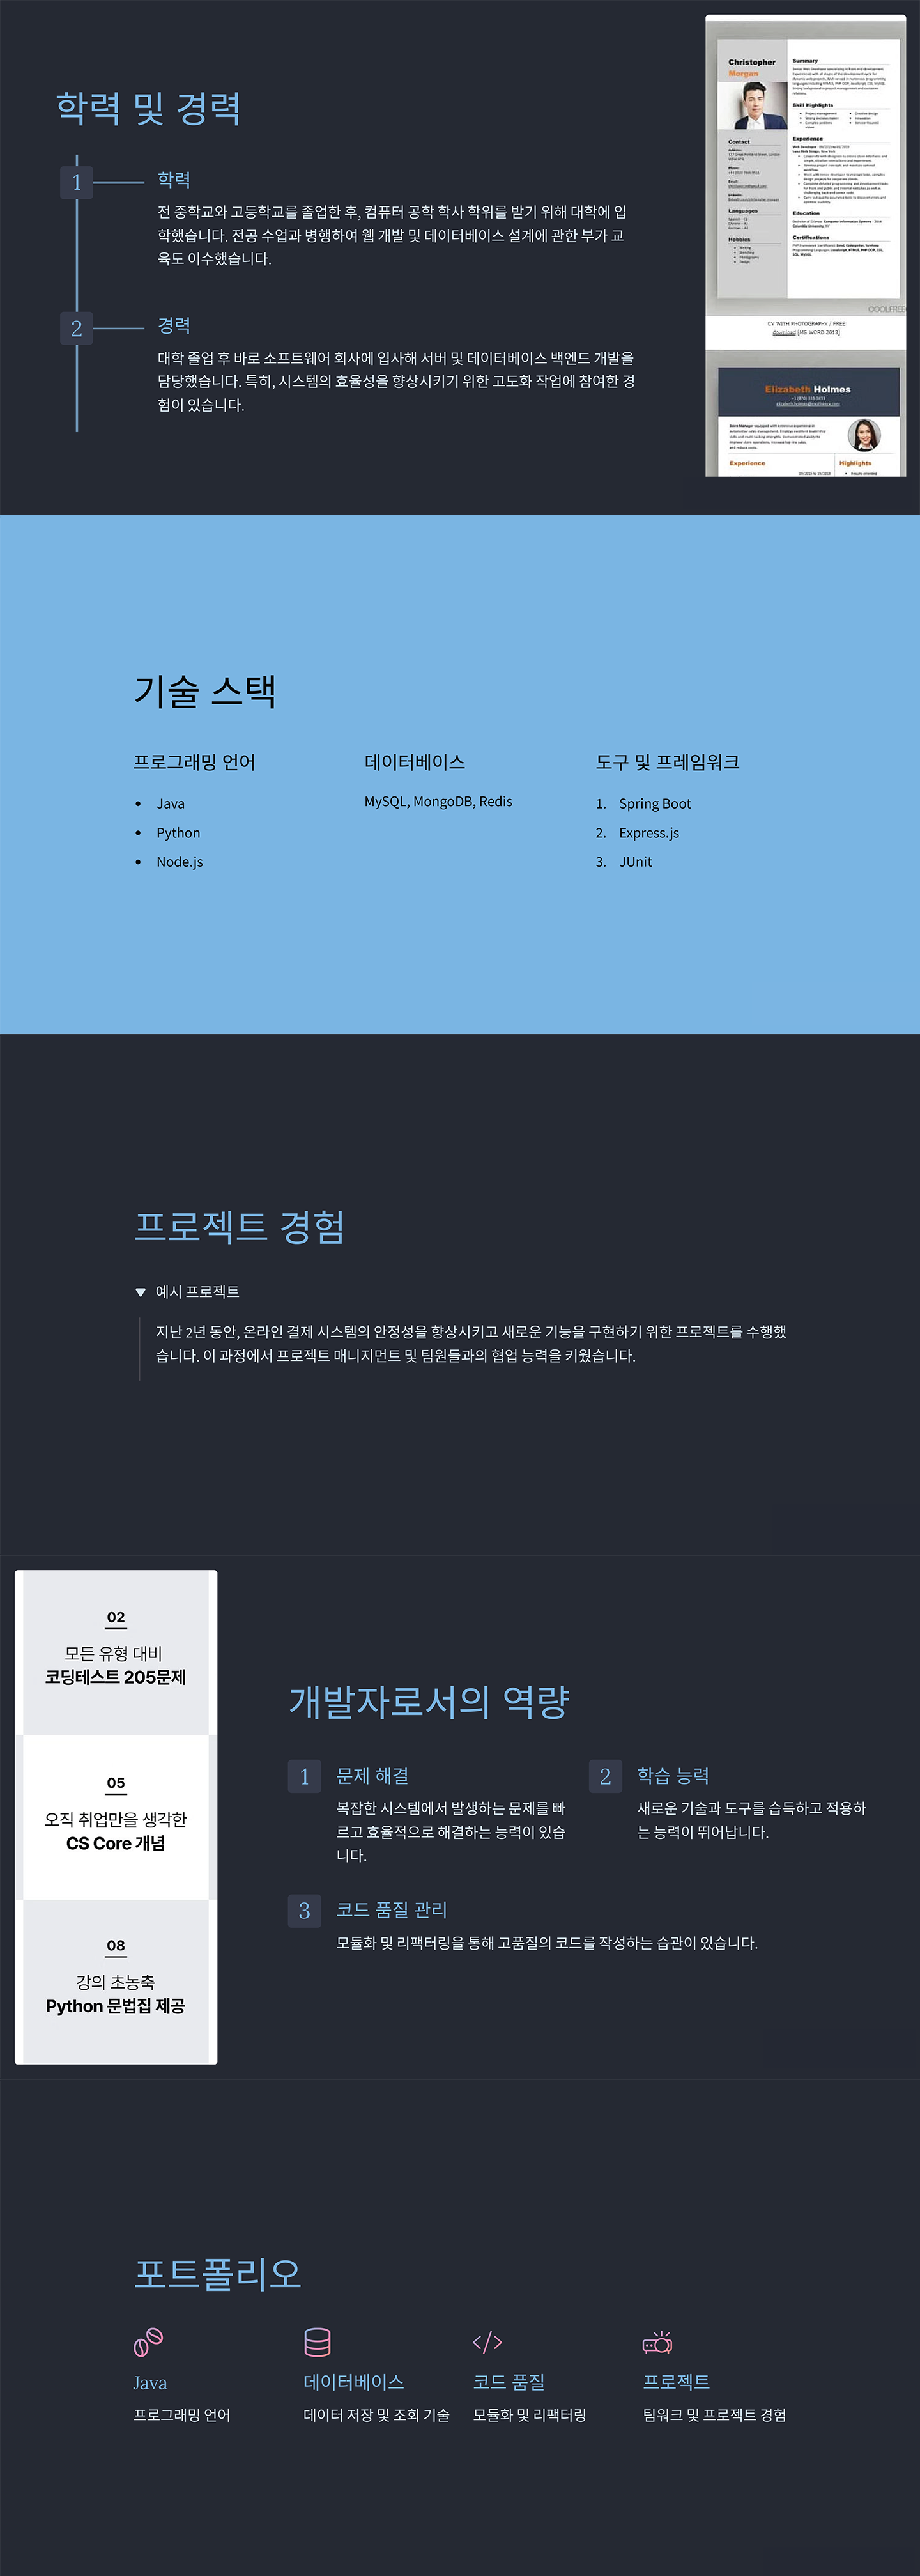 학력 및 경력
1
학력
전 중학교와 고등학교를 졸업한 후, 컴퓨터 공학 학사 학위를 받기 위해 대학에 입
학했습니다. 전공 수업과 병행하여 웹 개발 및 데이터베이스 설계에 관한 부가 교
육도 이수했습니다.
2
경력
대학 졸업 후 바로 소프트웨어 회사에 입사해 서버 및 데이터베이스 백엔드 개발을
담당했습니다. 특히, 시스템의 효율성을 향상시키기 위한 고도화 작업에 참여한 경
험이 있습니다.
Christopher
Morgan
Contact
Languages
Hobbies
Summary
Skill Highlights
Experience
Education
Certifications
COOLFREE
CV WITH PHOTOGRAPHY / FREE
download [MS WORD 2013]
Elizabeth Holmes
Experience
Highlights
기술 스택
프로그래밍 언어
• Java
• Python
• Node.js
데이터베이스
MySQL, MongoDB, Redis
도구 및 프레임워크
1. Spring Boot
2. Express.js
3. JUnit
프로젝트 경험
예시 프로젝트
지난 2년 동안, 온라인 결제 시스템의 안정성을 향상시키고 새로운 기능을 구현하기 위한 프로젝트를 수행했
습니다. 이 과정에서 프로젝트 매니지먼트 및 팀원들과의 협업 능력을 키웠습니다.
02
모든 유형 대비
코딩테스트 205문제
05
오직 취업만을 생각한
CS Core 개념
08
강의 초농축
Python 문법집 제공
개발자로서의 역량
1
문제 해결
복잡한 시스템에서 발생하는 문제를 빠
르고 효율적으로 해결하는 능력이 있습
니다.
2
학습 능력
새로운 기술과 도구를 습득하고 적용하
는 능력이 뛰어납니다.
3
코드 품질 관리
모듈화 및 리팩터링을 통해 고품질의 코드를 작성하는 습관이 있습니다.
포트폴리오
Java
프로그래밍 언어
데이터베이스
데이터 저장 및 조회 기술
코드 품질
모듈화 및 리팩터링
프로젝트
팀워크 및 프로젝트 경험